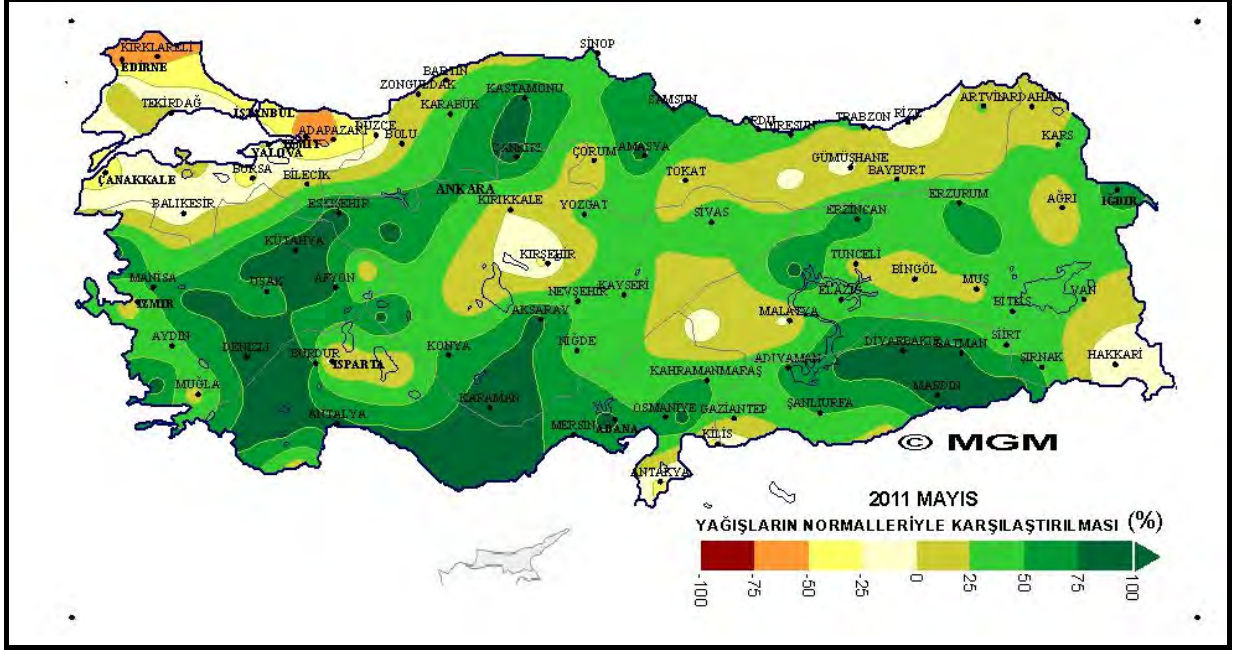 SİNOP
KIRKLARELİ
EDİRNE
BARTIN
ZONGULDAK
KASTAMONU
TEKİRDAĞ
İSTANBUL
KARABÜK
SAMSUN
ARTVİN
ARDAHAN
ADAPAZARI
DÜZCE
BOLU
ORDU
GİRESUN
TRABZON
RİZE
KARS
İZMİT
YALOVA
ÇANKIRI
ÇORUM
AMASYA
GÜMÜŞHANE
BAYBURT
ÇANAKKALE
BURSA
BİLECİK
ANKARA
TOKAT
ERZURUM
AĞRI
IĞDIR
BALIKESİR
ESKİŞEHİR
KIRIKKALE
YOZGAT
SİVAS
ERZİNCAN
KÜTAHYA
KIRŞEHİR
TUNCELİ
BİNGÖL
MUŞ
MANİSA
UŞAK
AFYON
NEVŞEHİR
KAYSERİ
ELAZIĞ
BİTLİS
VAN
İZMİR
AKSARAY
MALATYA
AYDIN
DENİZLİ
BURDUR
ISPARTA
KONYA
NİĞDE
ADIYAMAN
DİYARBAKIR
BATMAN
SİİRT
ŞIRNAK
HAKKARİ
MUĞLA
KAHRAMANMARAŞ
MARDİN
ANTALYA
KARAMAN
MERSİN
ADANA
OSMANİYE
GAZİANTEP
ŞANLIURFA
KİLİS
ANTAKYA
© MGM
2011 MAYIS
YAĞIŞLARIN NORMALLERİYLE KARŞILAŞTIRILMASI (%)
-100 -75 -50 -25 0 25 50 75 100